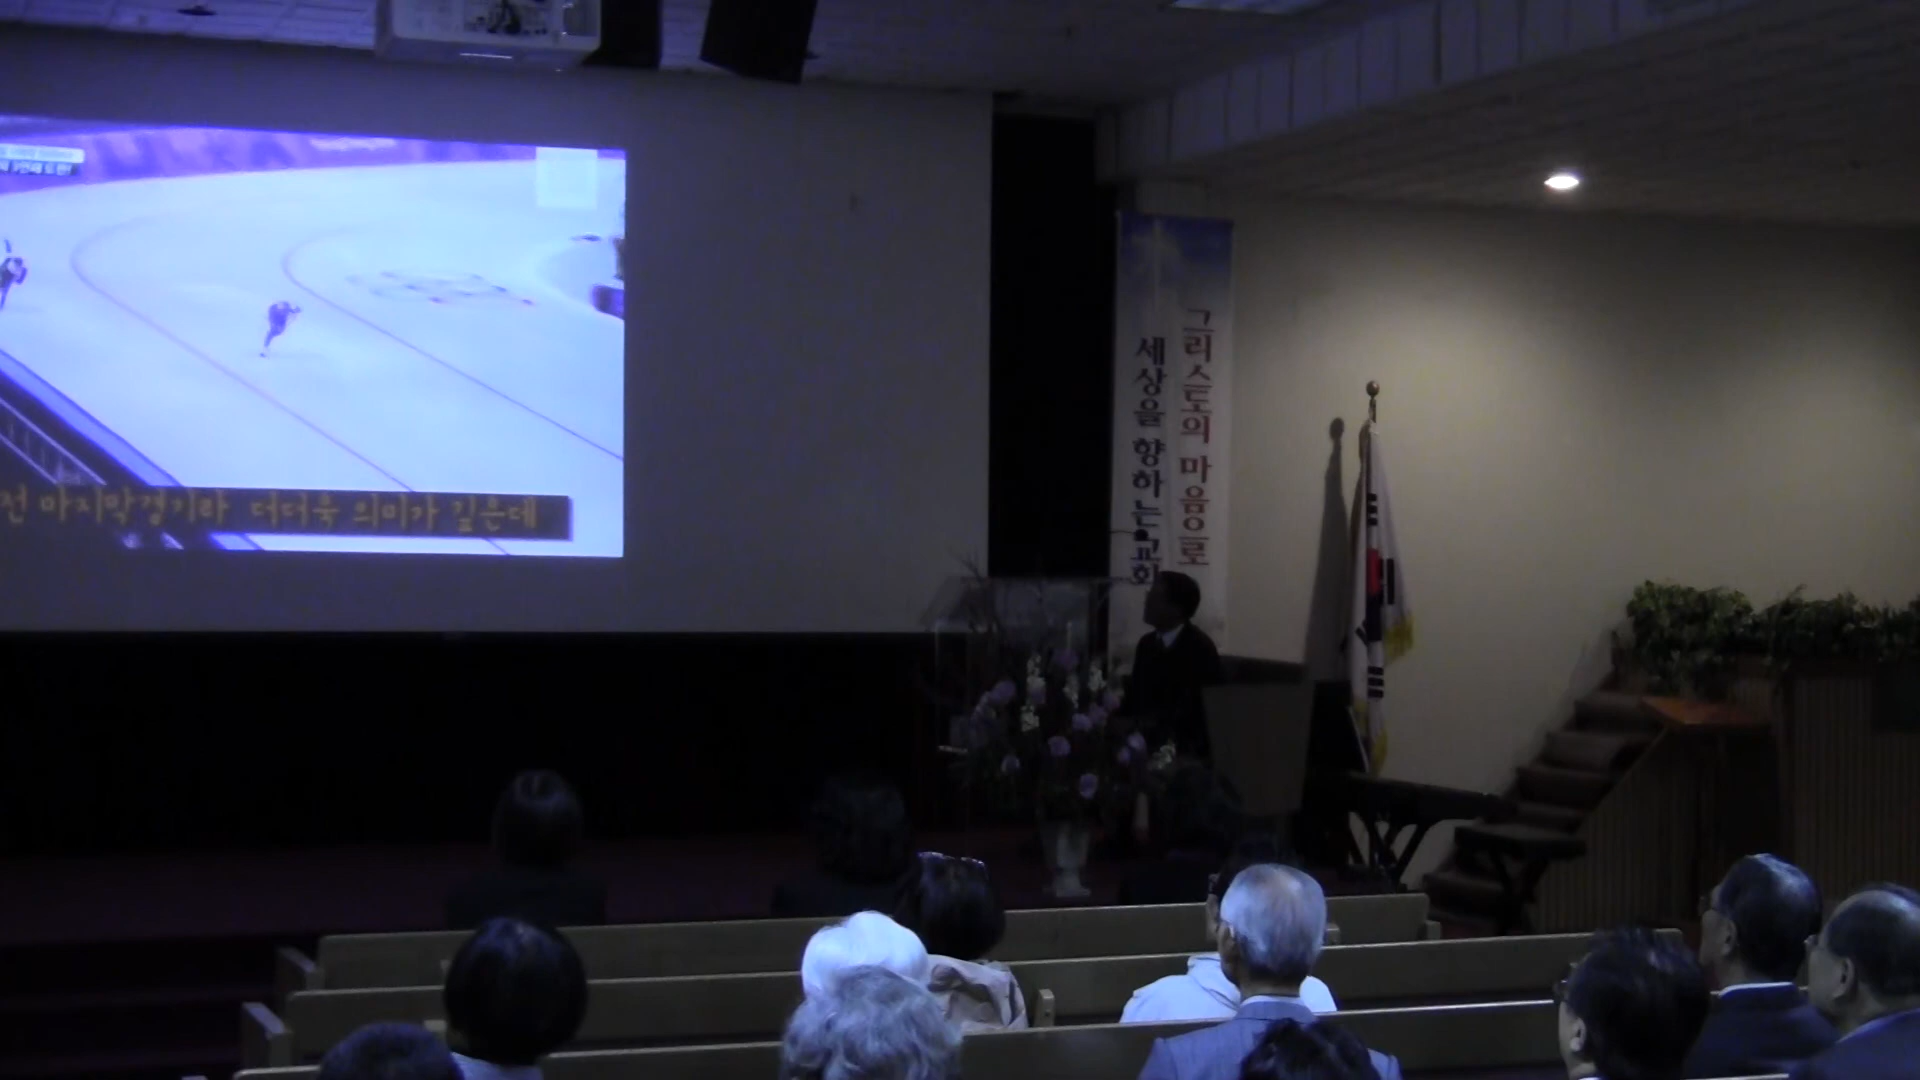 전 마지막경기라 더더욱 의미가 깊은데
그리스도의 마음으로
세상을 향하는 교회